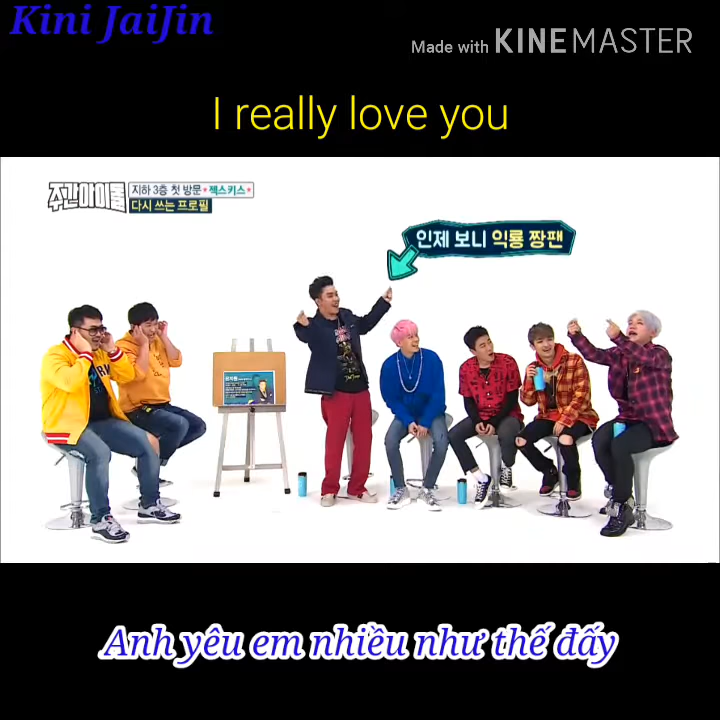 Kini JaiJin
Made with KINEMASTER
I really love you
주간아이돌
지하 3층 첫 방문 * 젝스키스 *
다시 쓰는 프로필
인제 보니 익룡 짱팬
Anh yêu em nhiều như thế đấy